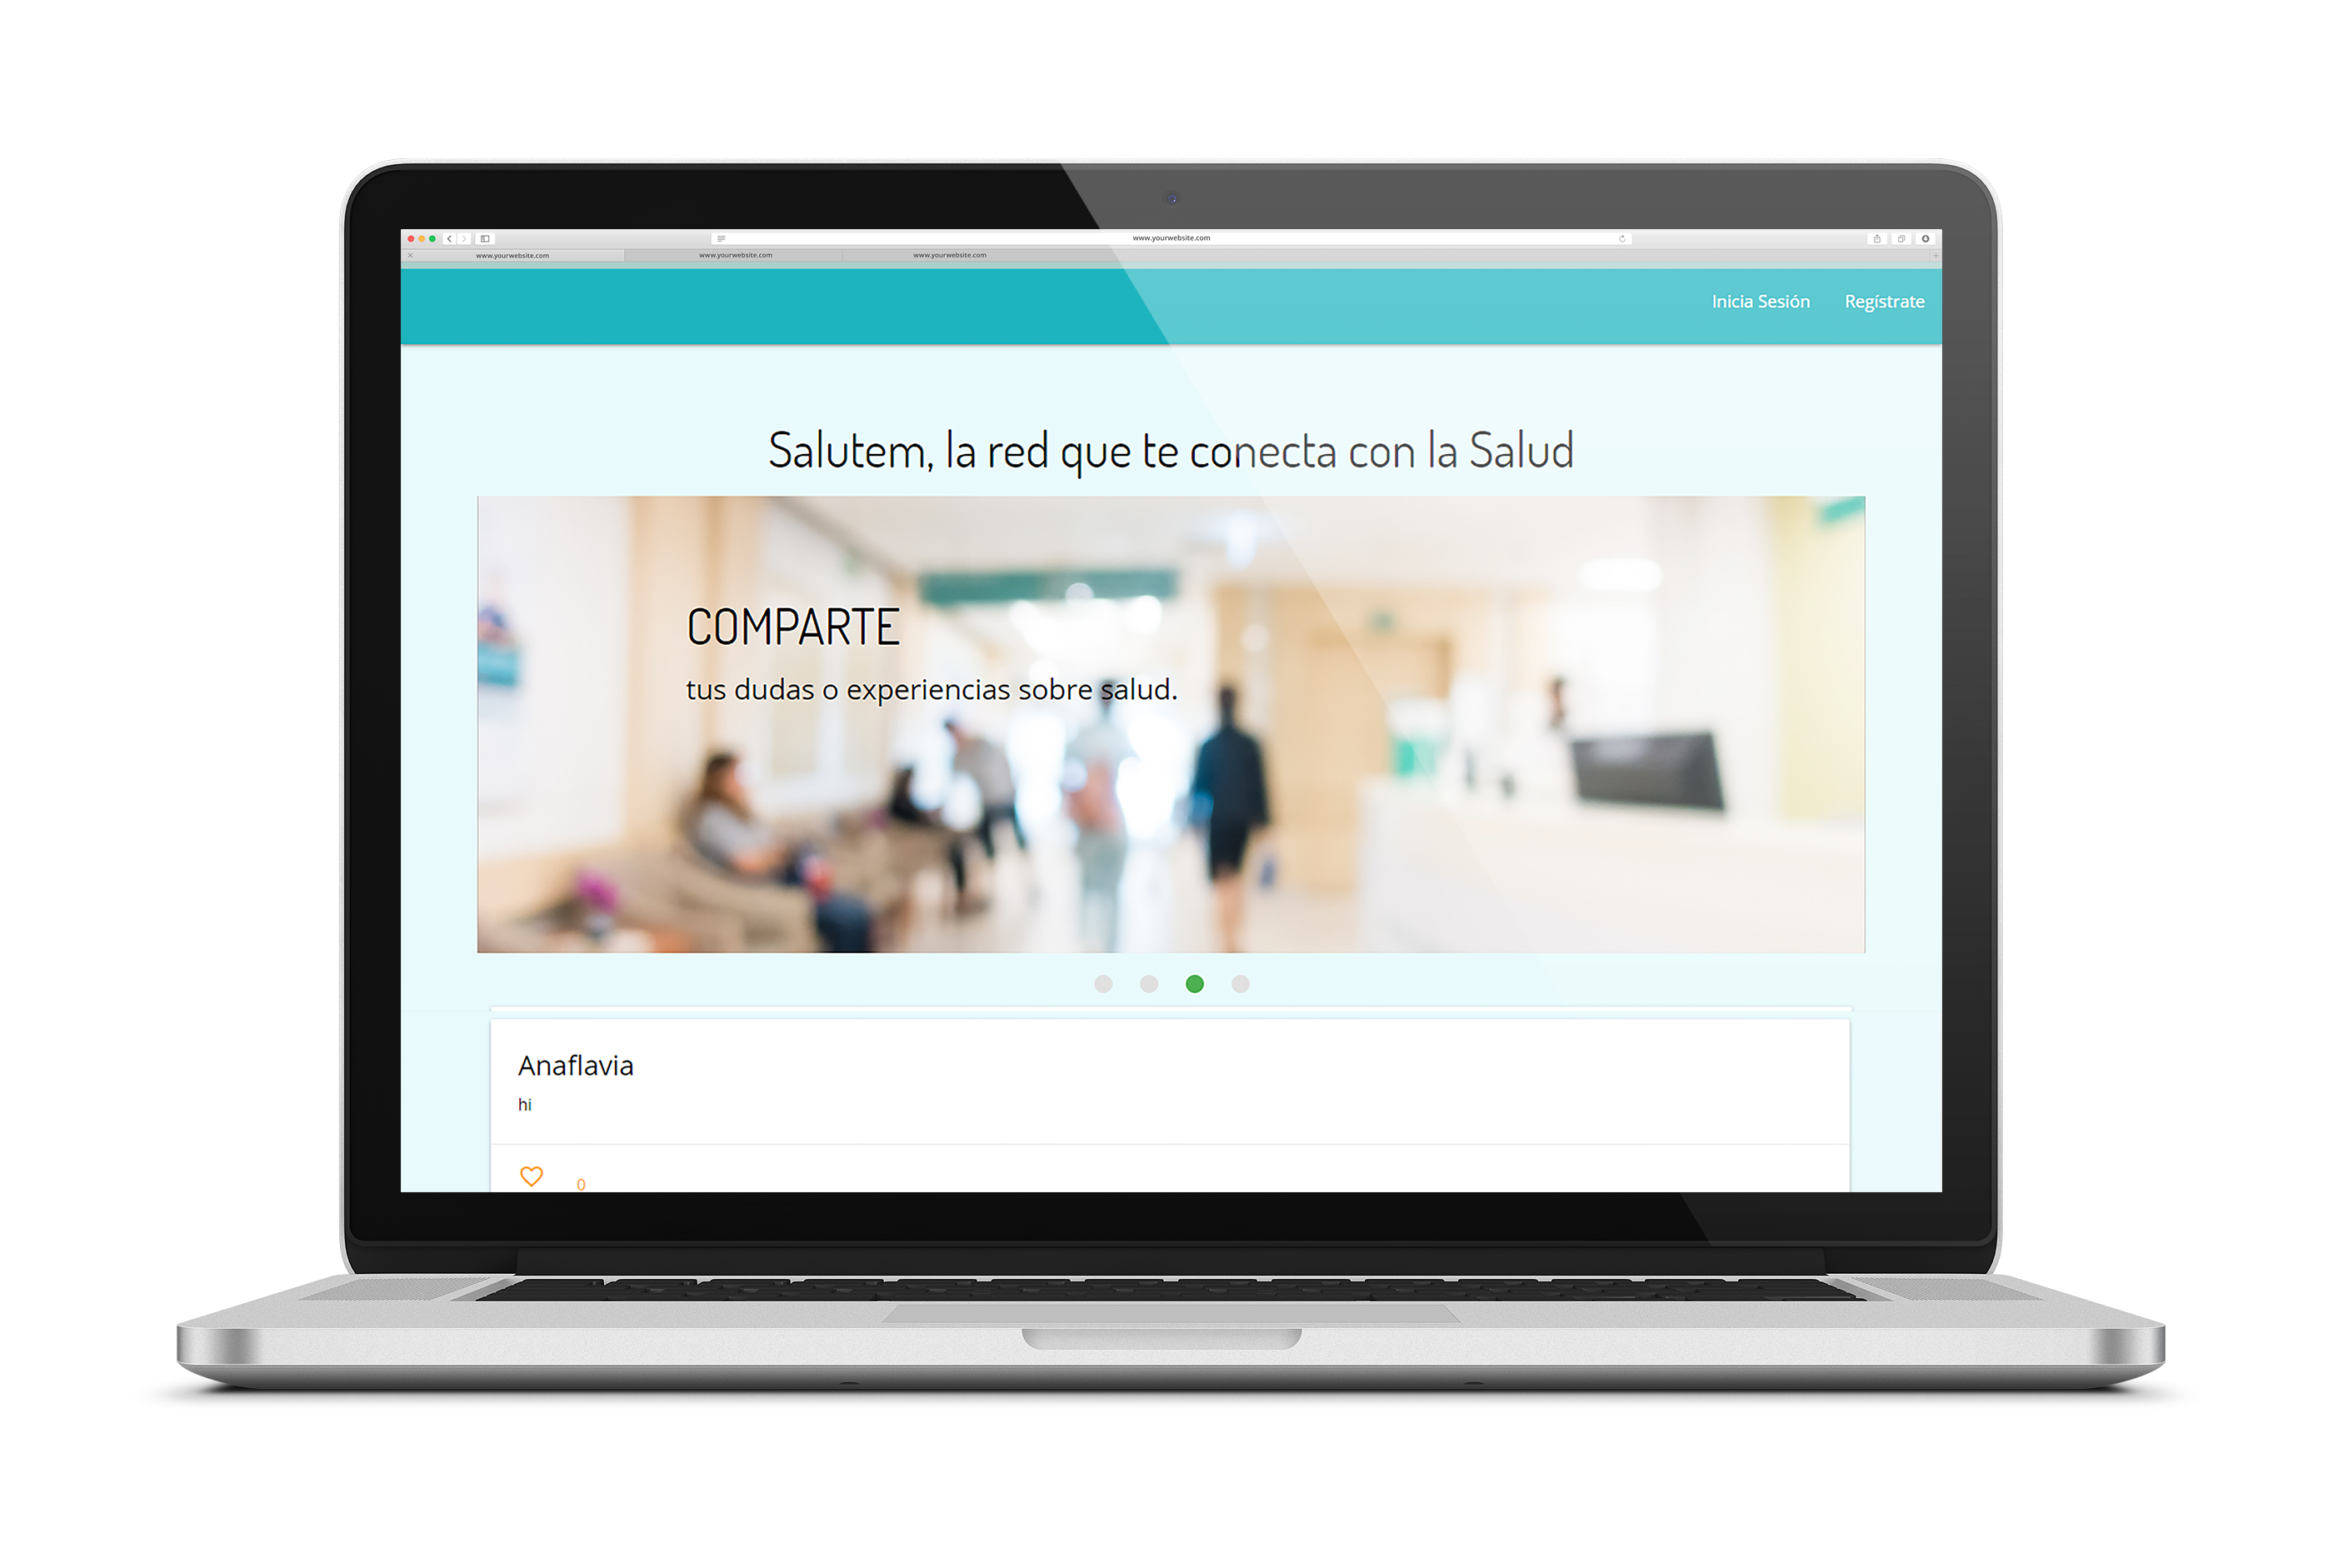 www.yourwebsite.com
www.yourwebsite.com www.yourwebsite.com www.yourwebsite.com
Inicia Sesión Regístrate
Salutem, la red que te conecta con la Salud
COMPARTE
tus dudas o experiencias sobre salud.
Anaflavia
hi
0